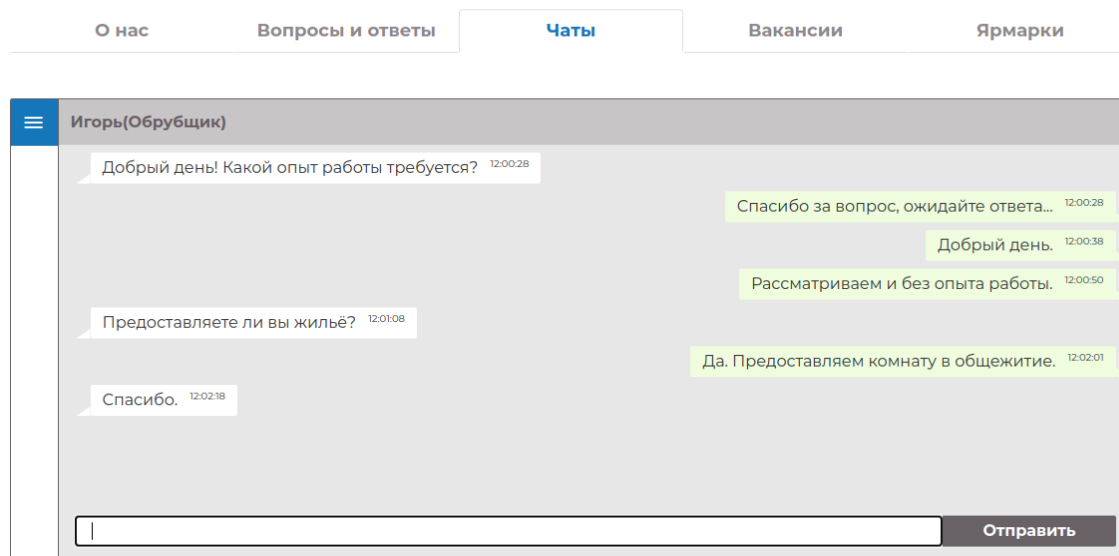 О нас
Вопросы и ответы
Чаты
Вакансии
Ярмарки
Игорь(Обрубщик)
Добрый день! Какой опыт работы требуется? 12:00:28
Спасибо за вопрос, ожидайте ответа... 12:00:28
Добрый день. 12:00:38
Рассматриваем и без опыта работы. 12:00:50
Предоставляете ли вы жильё? 12:01:08
Да. Предоставляем комнату в общежитие. 12:02:01
Спасибо. 12:02:18
Отправить